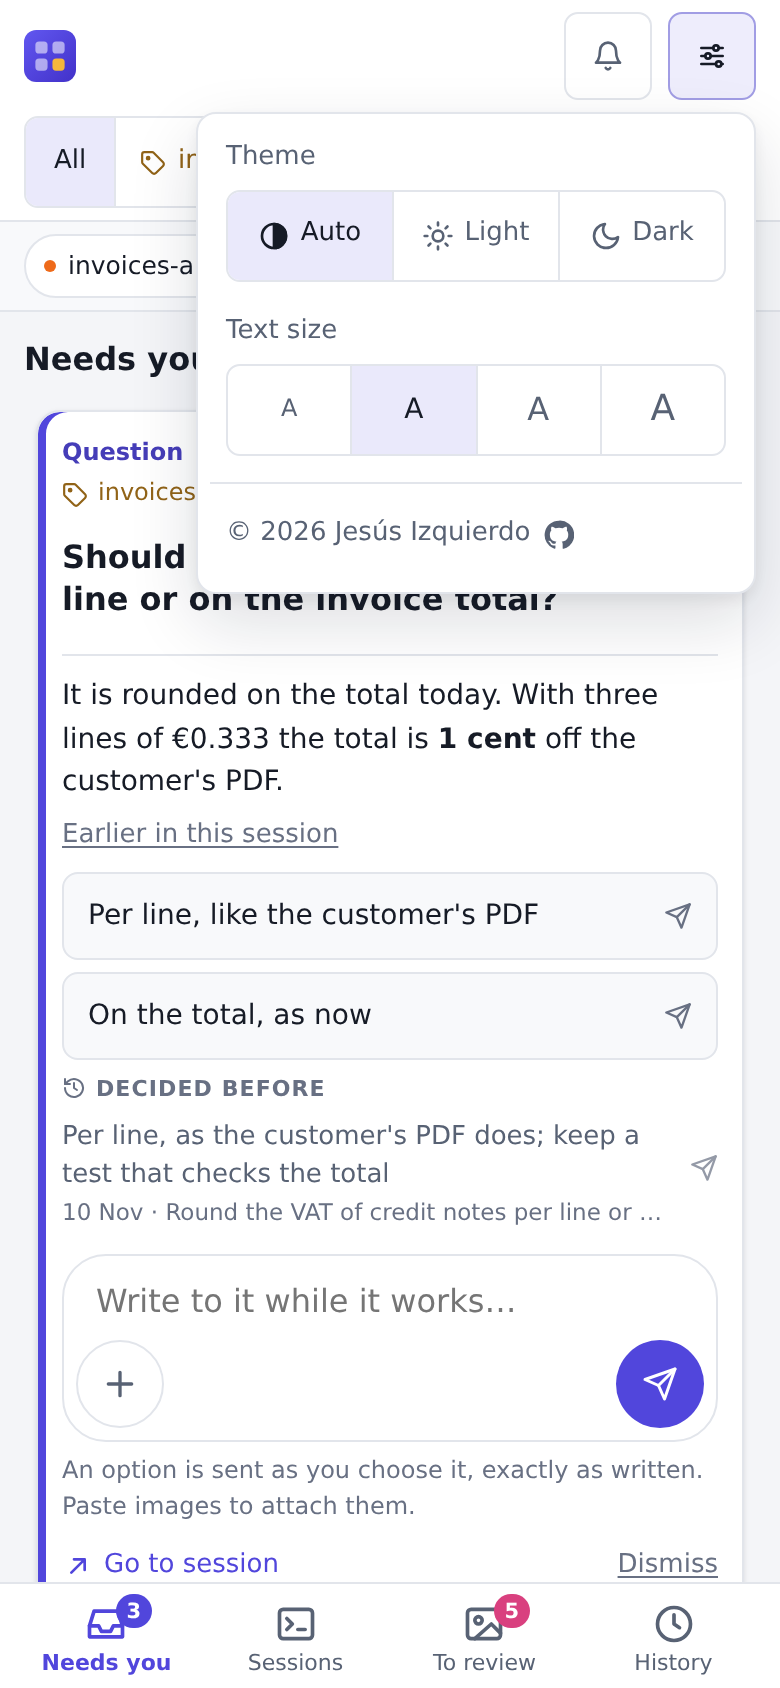 All
in
Theme
Auto
Light
Dark
invoices-a
Text size
A
A
A
A
Needs you
Question
invoices
© 2026 Jesús Izquierdo
Should
line or on the invoice total?
It is rounded on the total today. With three
lines of €0.333 the total is 1 cent off the
customer's PDF.
Earlier in this session
Per line, like the customer's PDF
On the total, as now
DECIDED BEFORE
Per line, as the customer's PDF does; keep a
test that checks the total
10 Nov · Round the VAT of credit notes per line or …
Write to it while it works…
An option is sent as you choose it, exactly as written.
Paste images to attach them.
Go to session
Dismiss
3
5
Needs you
Sessions
To review
History